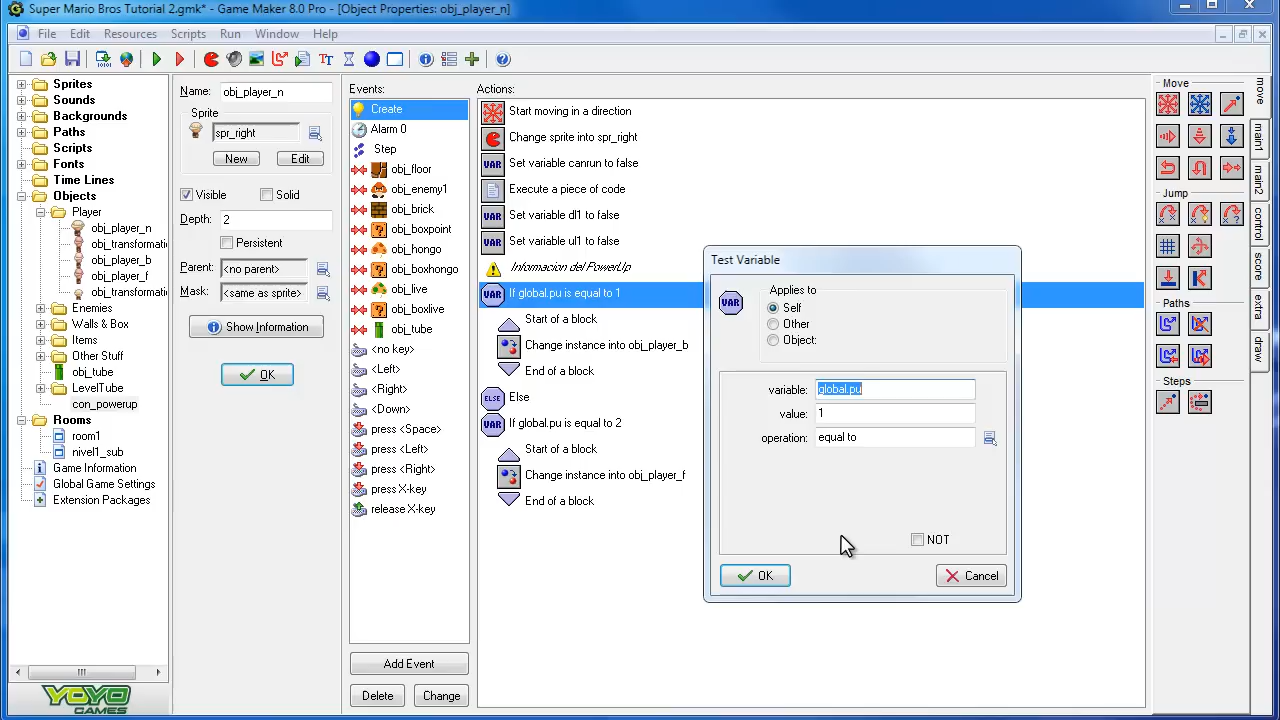 Super Mario Bros Tutorial 2.gmk* - Game Maker 8.0 Pro - [Object Properties: obj_player_n]
File Edit Resources Scripts Run Window Help
Sprites
Sounds
Backgrounds
Paths
Scripts
Fonts
Time Lines
Objects
Player
obj_player_n
obj_transformatio
obj_player_b
obj_player_f
obj_transformatio
Enemies
Walls & Box
Items
Other Stuff
obj_tube
LevelTube
con_powerup
Rooms
room1
nivel1_sub
Game Information
Global Game Settings
Extension Packages
YOYO
GAMES
Name: obj_player_n
Sprite
spr_right
New Edit
Visible Solid
Depth: 2
Persistent
Parent: <no parent>
Mask: <same as sprite>
Show Information
OK
Events:
Create
Alarm 0
Step
obj_floor
obj_enemy1
obj_brick
obj_boxpoint
obj_hongo
obj_boxhongo
obj_live
obj_boxlive
obj_tube
<no key>
<Left>
<Right>
<Down>
press <Space>
press <Left>
press <Right>
press X-key
release X-key
Add Event
Delete Change
Actions:
Start moving in a direction
Change sprite into spr_right
VAR Set variable canrun to false
Execute a piece of code
VAR Set variable dl1 to false
VAR Set variable ul1 to false
Informacion del PowerUp
VAR If global.pu is equal to 1
Start of a block
Change instance into obj_player_b
End of a block
ELSE Else
VAR If global.pu is equal to 2
Start of a block
Change instance into obj_player_f
End of a block
Test Variable
VAR
Applies to
Self
Other
Object:
variable: global.pu
value: 1
operation: equal to
NOT
OK Cancel
Move
Jump
Paths
Steps
move
main1
main2
control
score
extra
draw